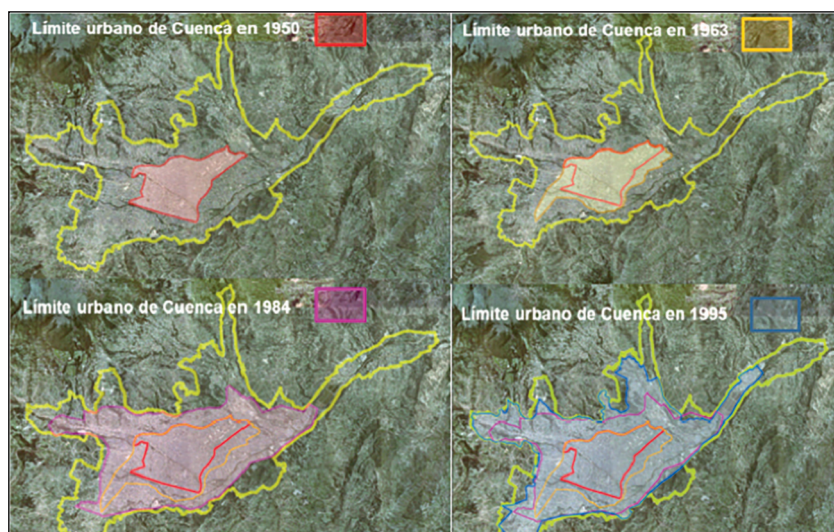 Límite urbano de Cuenca en 1950
Límite urbano de Cuenca en 1963
Límite urbano de Cuenca en 1984
Límite urbano de Cuenca en 1995